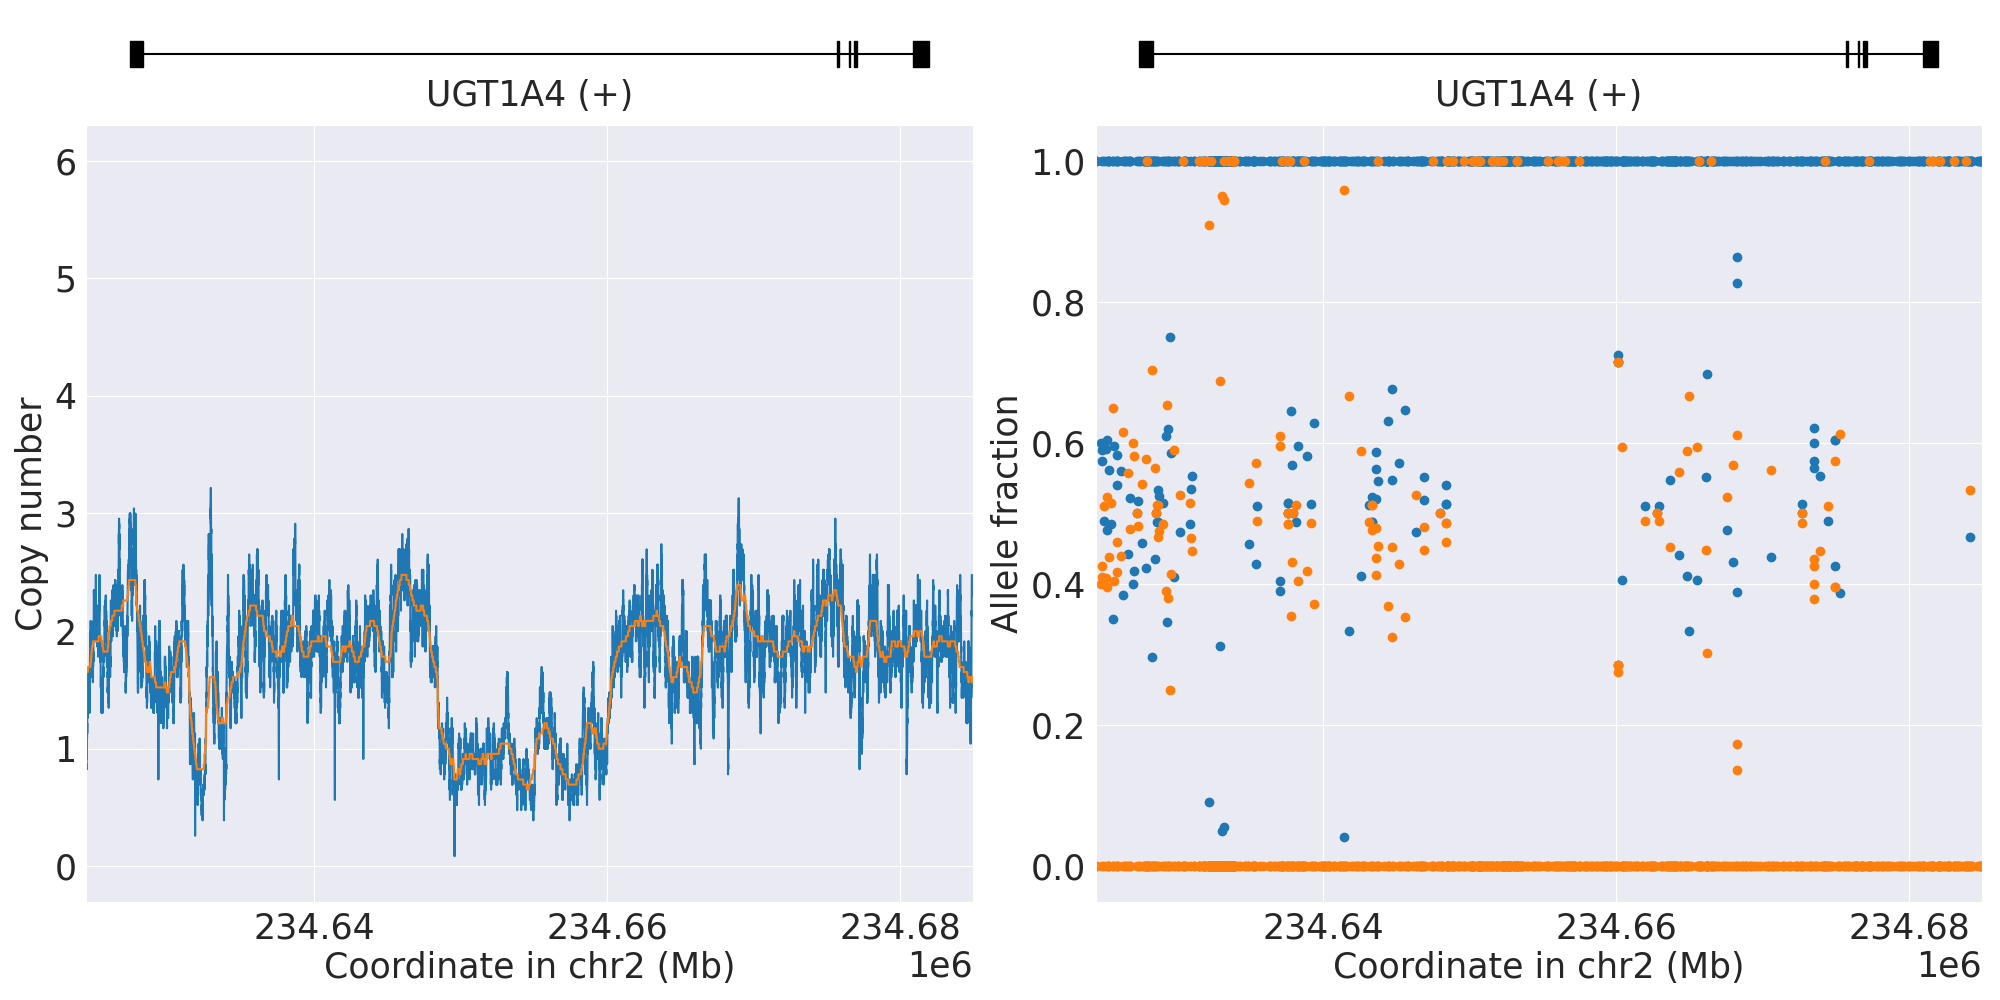 UGT1A4 (+)
6
5
4
3
2
1
0
Copy number
234.64 234.66 234.68
Coordinate in chr2 (Mb)
1e6
UGT1A4 (+)
1.0
0.8
0.6
0.4
0.2
0.0
Allele fraction
234.64 234.66 234.68
Coordinate in chr2 (Mb)
1e6